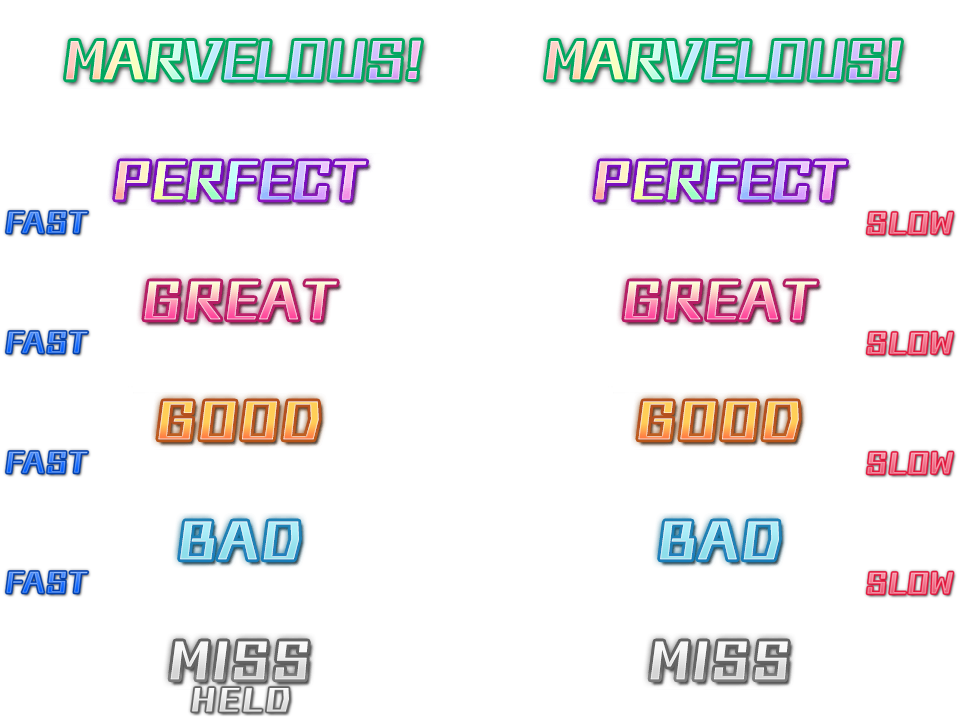 MARVELOUS! MARVELOUS!
PERFECT PERFECT
FAST SLOW
GREAT GREAT
FAST SLOW
GOOD GOOD
FAST SLOW
BAD BAD
FAST SLOW
MISS MISS
HELD